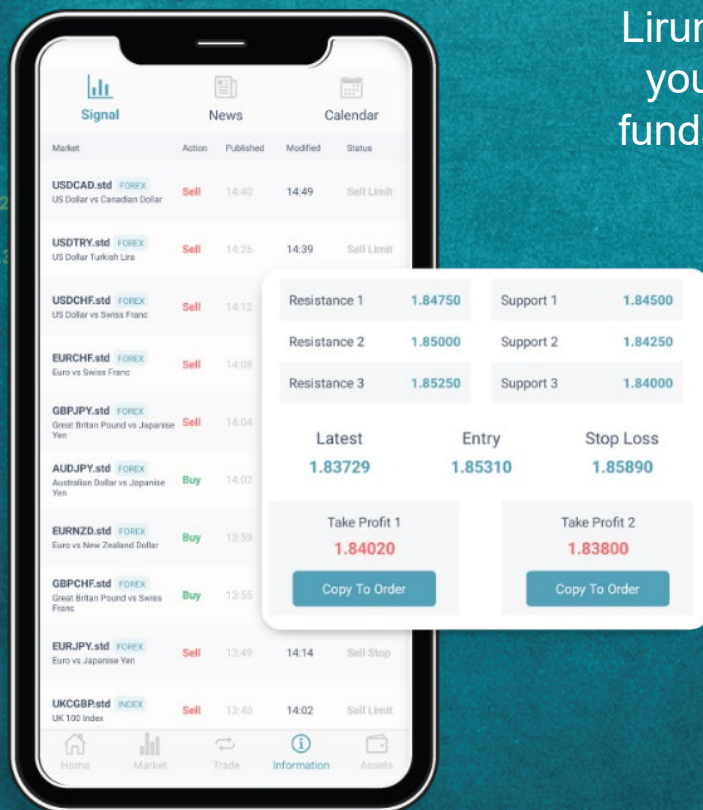 you
Signal News Calendar
Market Action Published Modified Status
USDCAD.std FOREX Sell 14:40 14:49 Sell Limit
US Dollar vs Canadian Dollar
USDTRY.std FOREX Sell 14:26 14:39 Sell Limit
US Dollar Turkish Lira
USDCHF.std FOREX Sell 14:12
US Dollar vs Swiss Franc
EURCHF.std FOREX Sell 14:08
Euro vs Swiss Franc
GBPJPY.std FOREX Sell 14:04
Great Britan Pound vs Japanise
Yen
AUDJPY.std FOREX Buy 14:02
Australian Dollar vs Japanise
Yen
EURNZD.std FOREX Buy 13:59
Euro vs New Zealand Dollar
GBPCHF.std FOREX Buy 13:55
Great Britan Pound vs Swiss
Franc
EURJPY.std FOREX Sell 13:49 14:14 Sell Stop
Euro vs Japanise Yen
UKCGBP.std INDEX Sell 13:40 14:02 Sell Limit
UK 100 Index
Home Market Trade Information Assets
Resistance 1 1.84750 Support 1 1.84500
Resistance 2 1.85000 Support 2 1.84250
Resistance 3 1.85250 Support 3 1.84000
Latest Entry Stop Loss
1.83729 1.85310 1.85890
Take Profit 1 Take Profit 2
1.84020 1.83800
Copy To Order Copy To Order